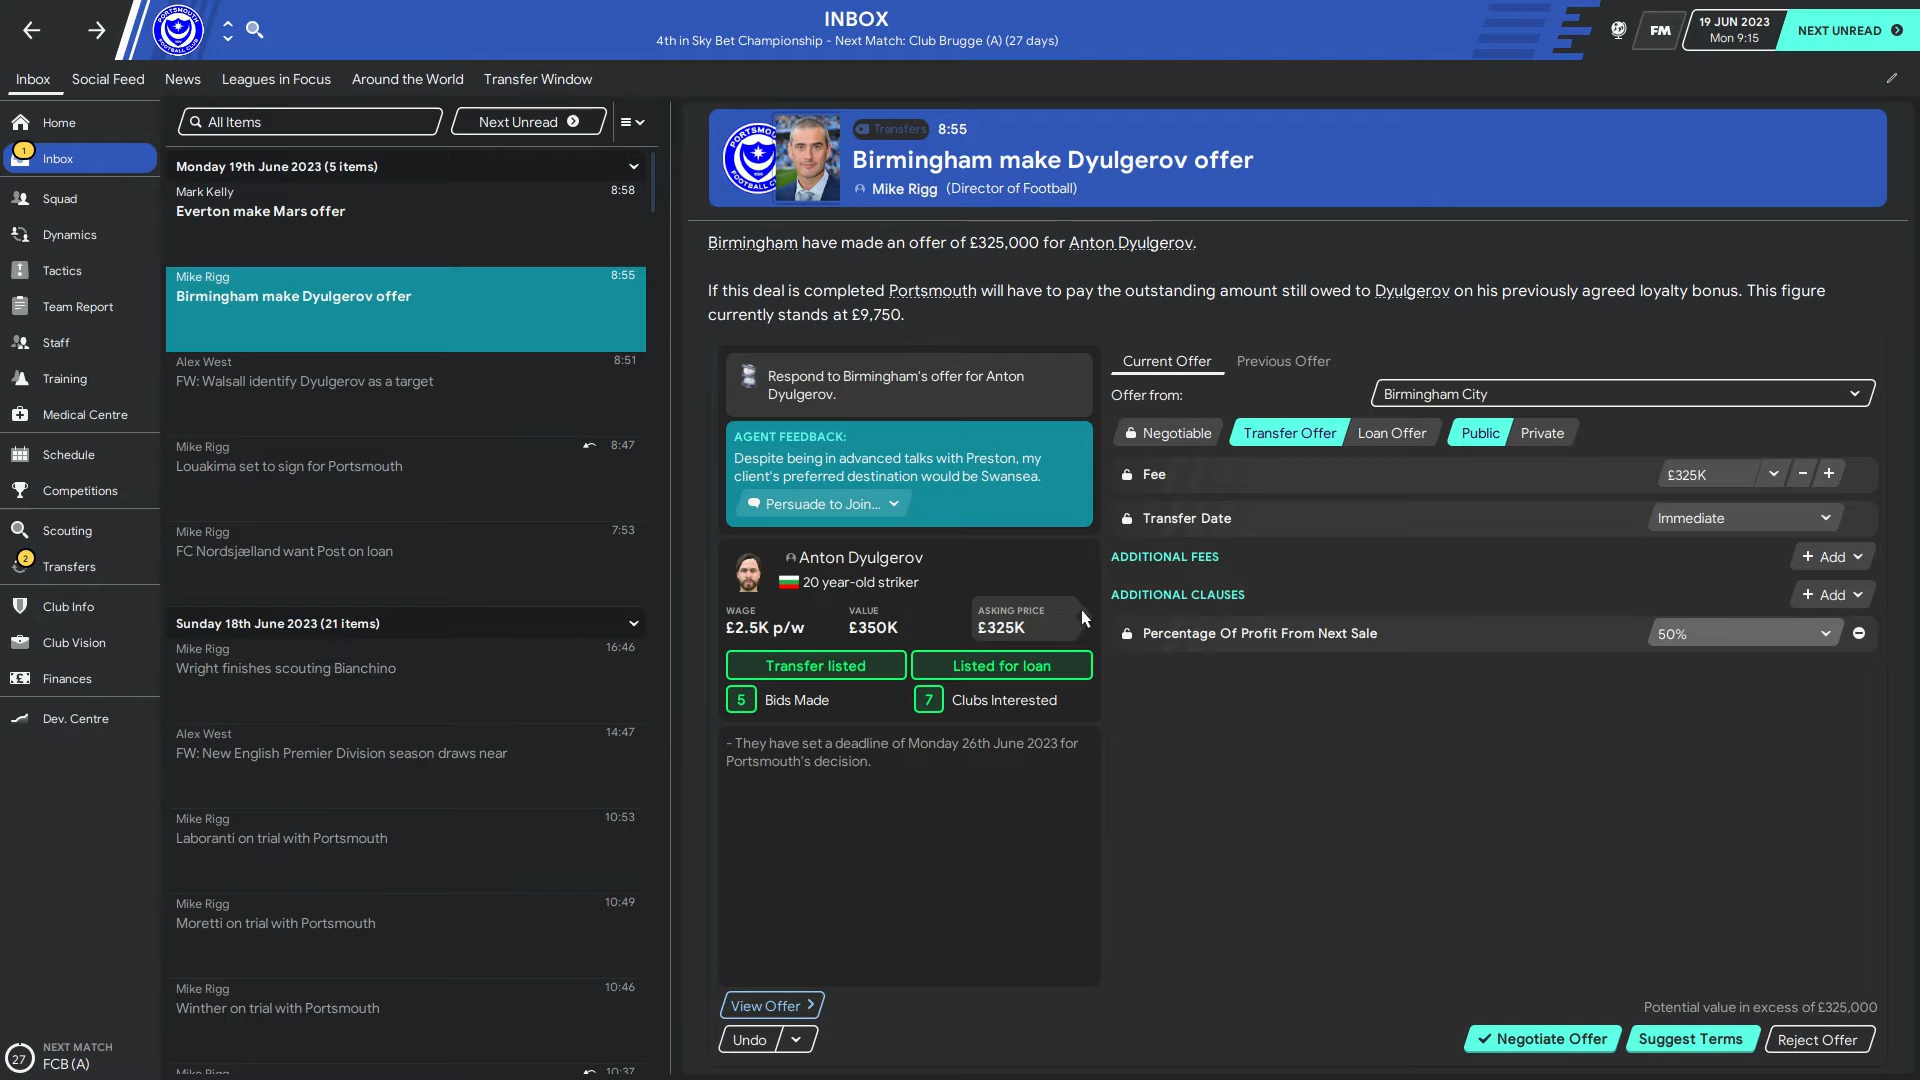 INBOX
4th in Sky Bet Championship - Next Match: Club Brugge (A) (27 days)
FM
19 JUN 2023
Mon 9:15
NEXT UNREAD
Inbox
Social Feed
News
Leagues in Focus
Around the World
Transfer Window
Home
1
Inbox
Squad
Dynamics
Tactics
Team Report
Staff
Training
Medical Centre
Schedule
Competitions
Scouting
2
Transfers
Club Info
Club Vision
Finances
Dev. Centre
27
NEXT MATCH
FCB (A)
All Items
Next Unread
Monday 19th June 2023 (5 items)
Mark Kelly 8:58
Everton make Mars offer
Mike Rigg 8:55
Birmingham make Dyulgerov offer
Alex West 8:51
FW: Walsall identify Dyulgerov as a target
Mike Rigg 8:47
Louakima set to sign for Portsmouth
Mike Rigg 7:53
FC Nordsjælland want Post on loan
Sunday 18th June 2023 (21 items)
Mike Rigg 16:46
Wright finishes scouting Bianchino
Alex West 14:47
FW: New English Premier Division season draws near
Mike Rigg 10:53
Laboranti on trial with Portsmouth
Mike Rigg 10:49
Moretti on trial with Portsmouth
Mike Rigg 10:46
Winther on trial with Portsmouth
Mike Rigg 10:37
Transfers 8:55
Birmingham make Dyulgerov offer
Mike Rigg (Director of Football)
Birmingham have made an offer of £325,000 for Anton Dyulgerov.
If this deal is completed Portsmouth will have to pay the outstanding amount still owed to Dyulgerov on his previously agreed loyalty bonus. This figure
currently stands at £9,750.
Respond to Birmingham's offer for Anton
Dyulgerov.
AGENT FEEDBACK:
Despite being in advanced talks with Preston, my
client's preferred destination would be Swansea.
Persuade to Join...
Anton Dyulgerov
20 year-old striker
WAGE VALUE ASKING PRICE
£2.5K p/w £350K £325K
Transfer listed Listed for loan
5 Bids Made 7 Clubs Interested
- They have set a deadline of Monday 26th June 2023 for
Portsmouth's decision.
View Offer
Undo
Current Offer Previous Offer
Offer from: Birmingham City
Negotiable Transfer Offer Loan Offer Public Private
Fee £325K
Transfer Date Immediate
ADDITIONAL FEES + Add
ADDITIONAL CLAUSES + Add
Percentage Of Profit From Next Sale 50%
Potential value in excess of £325,000
Negotiate Offer Suggest Terms Reject Offer